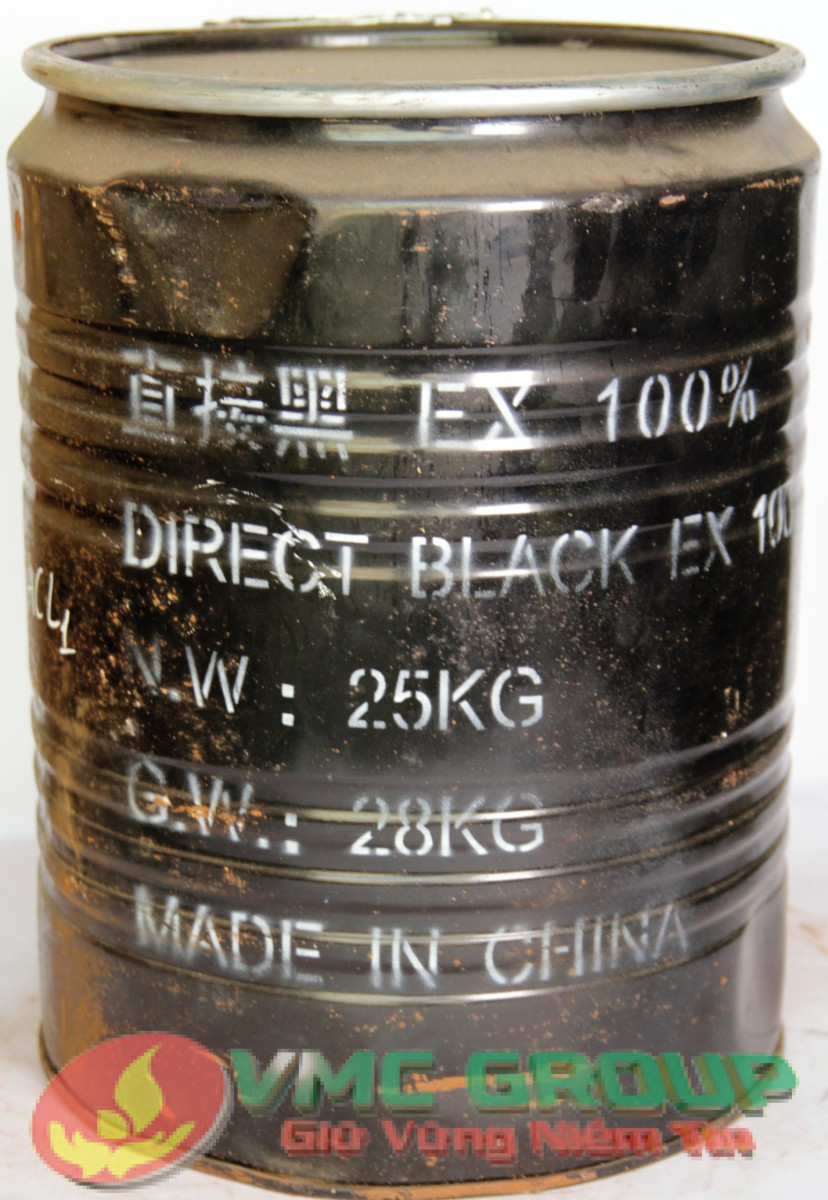 直接黑 EX 100%
DIRECT BLACK EX 100
CL1
N.W : 25KG
G.W.: 28KG
MADE IN CHINA
VMC GROUP
Giữ Vững Niềm Tin